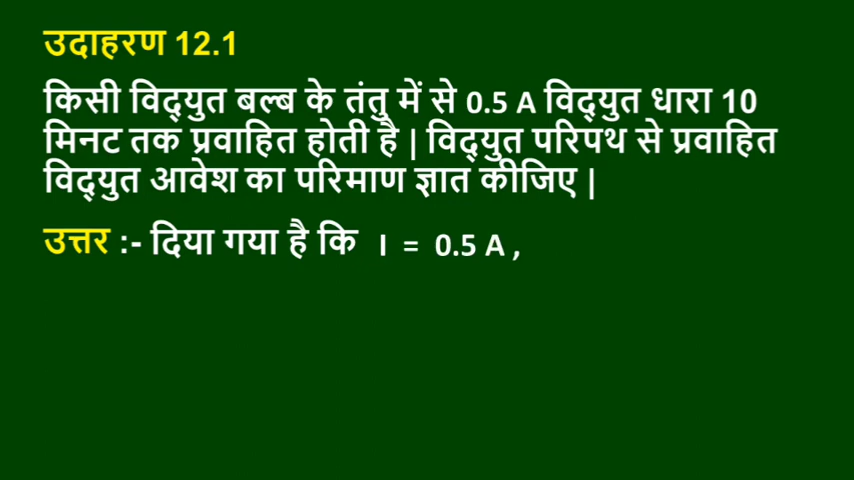 उदाहरण 12.1
किसी विद्युत बल्ब के तंतु में से 0.5 A विद्युत धारा 10
मिनट तक प्रवाहित होती है | विद्युत परिपथ से प्रवाहित
विद्युत आवेश का परिमाण ज्ञात कीजिए |
उत्तर :- दिया गया है कि I = 0.5 A ,